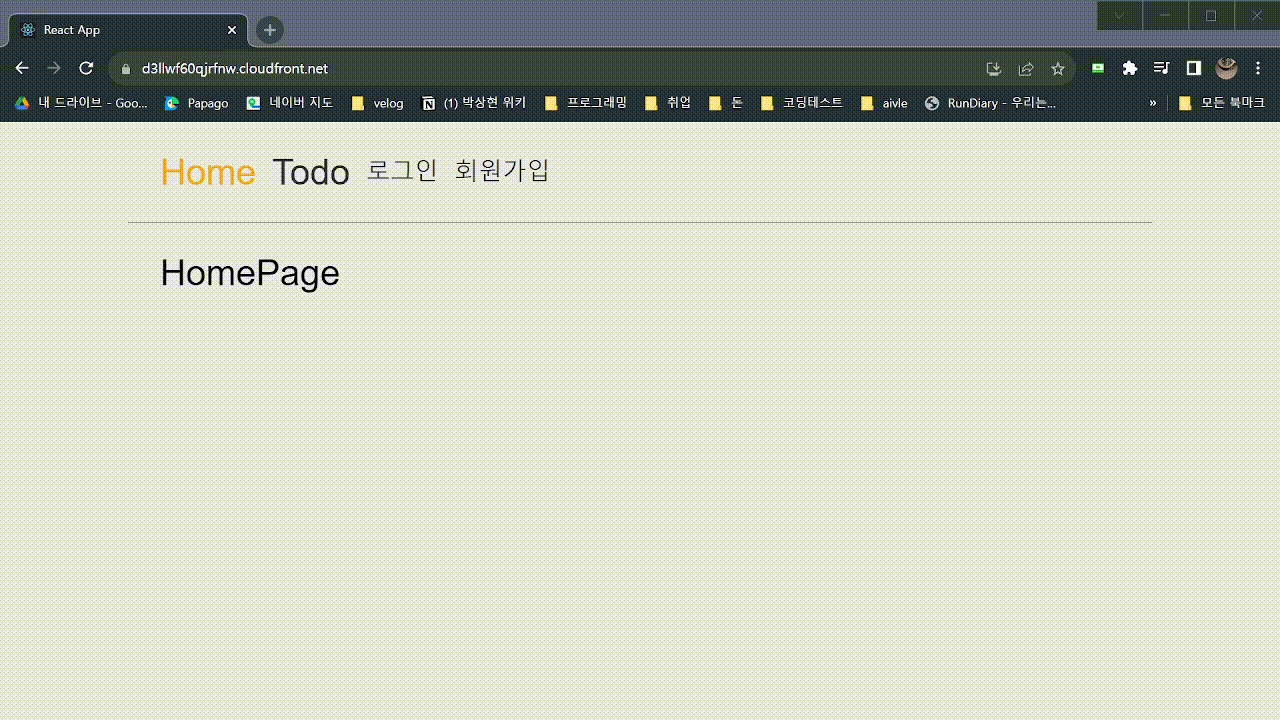 React App
d3llwf60qjrfnw.cloudfront.net
내 드라이브 - Goo... Papago 네이버 지도 velog (1) 박상현 위키 프로그래밍 취업 돈 코딩테스트 aivle RunDiary - 우리는... » 모든 북마크
Home Todo 로그인 회원가입
HomePage